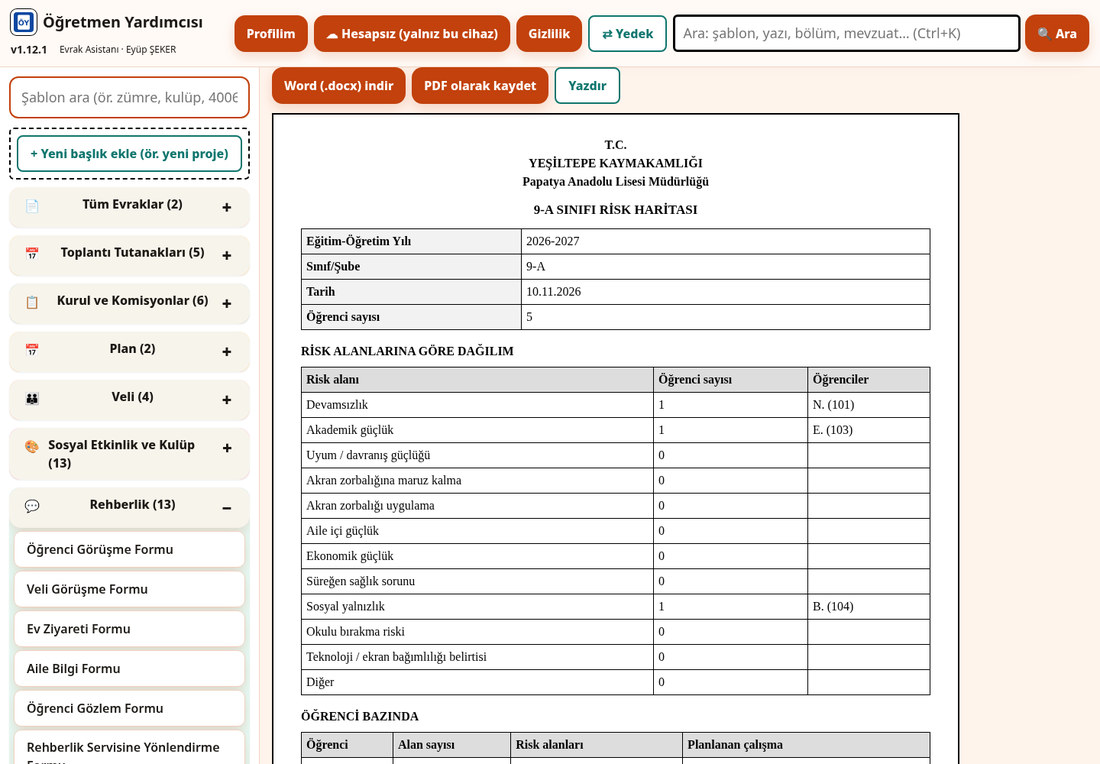 ÖY Öğretmen Yardımcısı
v1.12.1 Evrak Asistanı · Eyüp ŞEKER
Profilim
☁ Hesapsız (yalnız bu cihaz)
Gizlilik
⇄ Yedek
Ara: şablon, yazı, bölüm, mevzuat... (Ctrl+K)
🔍 Ara
Şablon ara (ör. zümre, kulüp, 4006
+ Yeni başlık ekle (ör. yeni proje)
Tüm Evraklar (2) +
Toplantı Tutanakları (5) +
Kurul ve Komisyonlar (6) +
Plan (2) +
Veli (4) +
Sosyal Etkinlik ve Kulüp
(13) +
Rehberlik (13) −
Öğrenci Görüşme Formu
Veli Görüşme Formu
Ev Ziyareti Formu
Aile Bilgi Formu
Öğrenci Gözlem Formu
Rehberlik Servisine Yönlendirme
Word (.docx) indir
PDF olarak kaydet
Yazdır
T.C.
YEŞİLTEPE KAYMAKAMLIĞI
Papatya Anadolu Lisesi Müdürlüğü
9-A SINIFI RİSK HARİTASI
Eğitim-Öğretim Yılı 2026-2027
Sınıf/Şube 9-A
Tarih 10.11.2026
Öğrenci sayısı 5
RİSK ALANLARINA GÖRE DAĞILIM
Risk alanı Öğrenci sayısı Öğrenciler
Devamsızlık 1 N. (101)
Akademik güçlük 1 E. (103)
Uyum / davranış güçlüğü 0
Akran zorbalığına maruz kalma 0
Akran zorbalığı uygulama 0
Aile içi güçlük 0
Ekonomik güçlük 0
Süreğen sağlık sorunu 0
Sosyal yalnızlık 1 B. (104)
Okulu bırakma riski 0
Teknoloji / ekran bağımlılığı belirtisi 0
Diğer 0
ÖĞRENCİ BAZINDA
Öğrenci Alan sayısı Risk alanları Planlanan çalışma